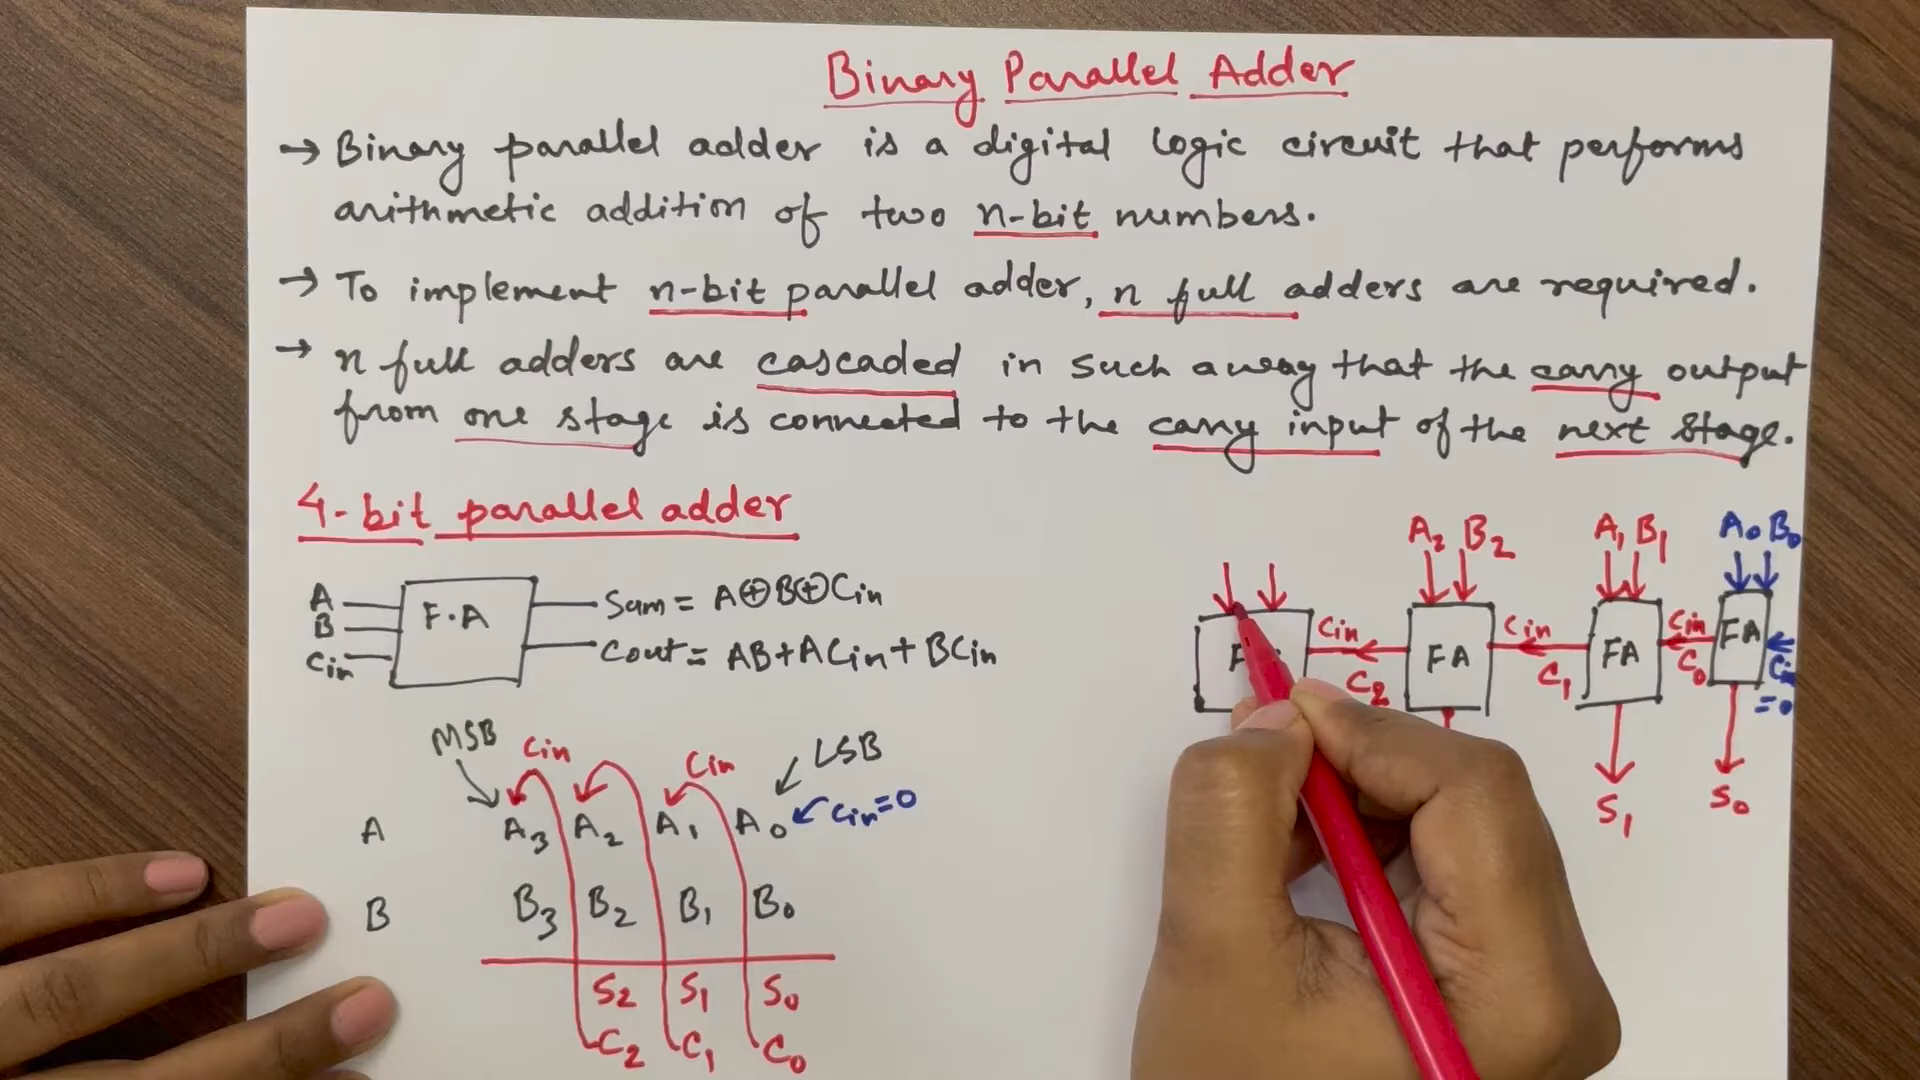 Binary Parallel Adder
→ Binary parallel adder is a digital logic circuit that performs
arithmetic addition of two n-bit numbers.
→ To implement n-bit parallel adder, n full adders are required.
→ n full adders are cascaded in such a way that the carry output
from one stage is connected to the carry input of the next stage.
4-bit parallel adder
A
B
Cin
F.A
Sum = A⊕B⊕Cin
Cout = AB+ACin+BCin
A2 B2 A1 B1 A0 B0
Cin Cin Cin
FA FA FA
C2 C1 C0 Cin
=0
S1 S0
MSB Cin Cin LSB
A A3 A2 A1 A0 Cin=0
B B3 B2 B1 B0
S2 S1 S0
C2 C1 C0